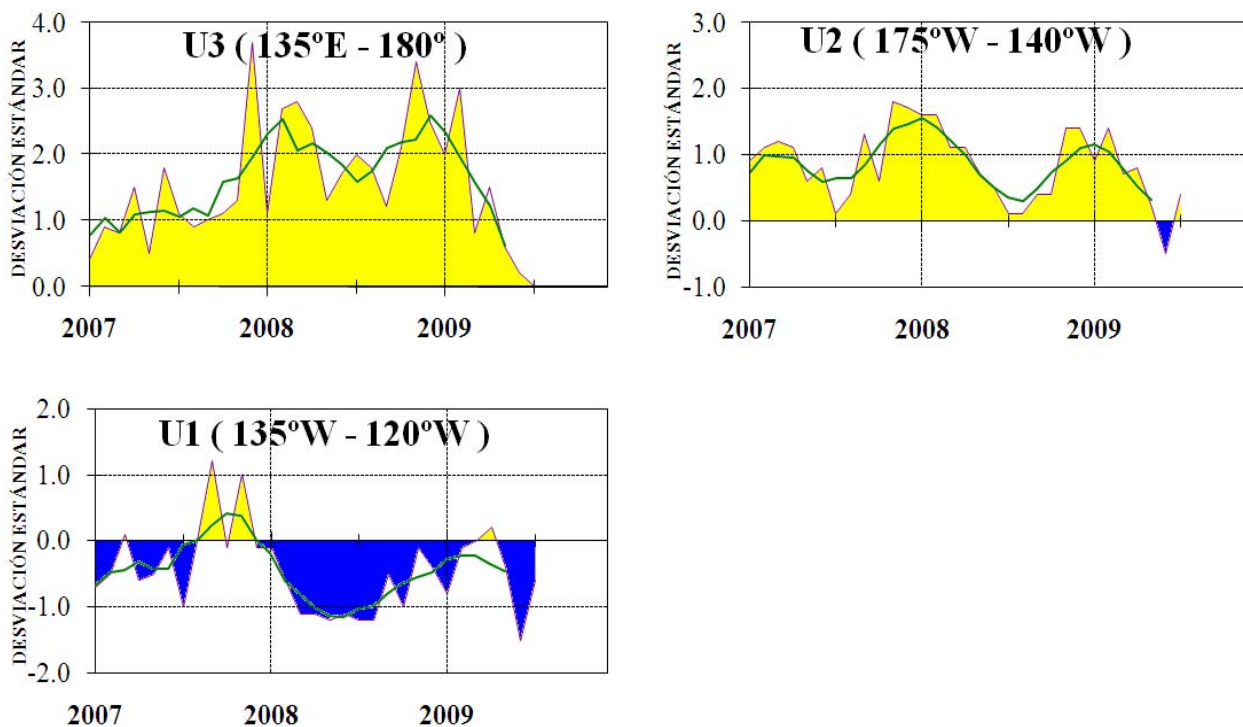 U3 ( 135ºE - 180º )
DESVIACIÓN ESTÁNDAR
4.0
3.0
2.0
1.0
0.0
2007 2008 2009
U2 ( 175ºW - 140ºW )
DESVIACIÓN ESTÁNDAR
3.0
2.0
1.0
0.0
-1.0
2007 2008 2009
U1 ( 135ºW - 120ºW )
DESVIACIÓN ESTÁNDAR
2.0
1.0
0.0
-1.0
-2.0
2007 2008 2009